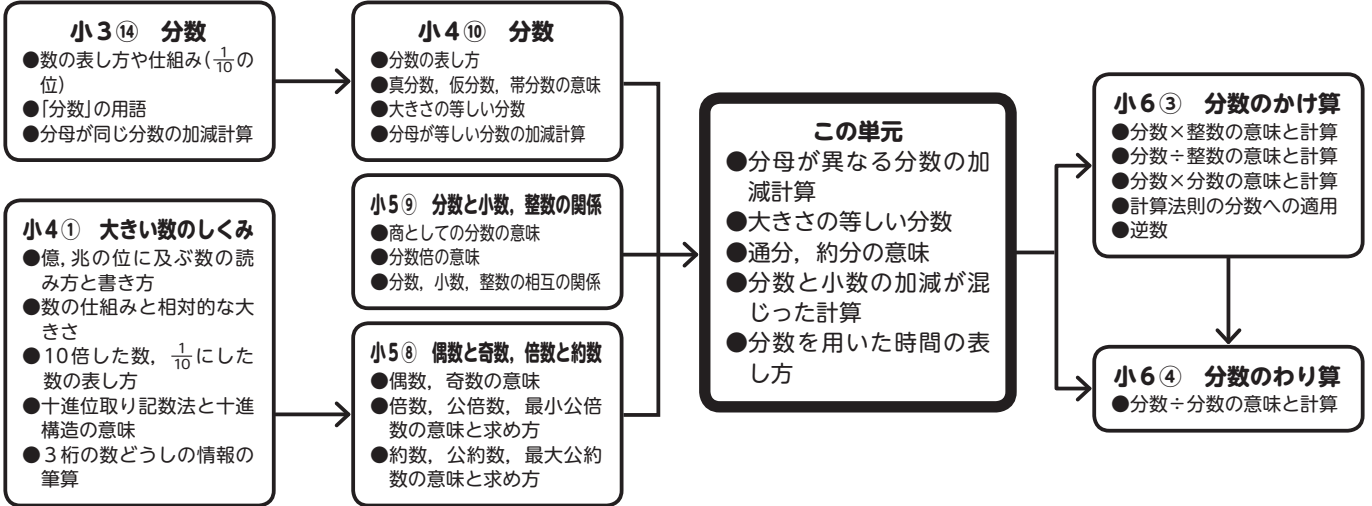 小3⑭ 分数
●数の表し方や仕組み(1/10の
位)
●「分数」の用語
●分母が同じ分数の加減計算
小4① 大きい数のしくみ
●億,兆の位に及ぶ数の読
み方と書き方
●数の仕組みと相対的な大
きさ
●10倍した数, 1/10にした
数の表し方
●十進位取り記数法と十進
構造の意味
●3桁の数どうしの情報の
筆算
小4⑩ 分数
●分数の表し方
●真分数,仮分数,帯分数の意味
●大きさの等しい分数
●分母が等しい分数の加減計算
小5⑨ 分数と小数,整数の関係
●商としての分数の意味
●分数倍の意味
●分数,小数,整数の相互の関係
小5⑧ 偶数と奇数,倍数と約数
●偶数,奇数の意味
●倍数,公倍数,最小公倍
数の意味と求め方
●約数,公約数,最大公約
数の意味と求め方
この単元
●分母が異なる分数の加
減計算
●大きさの等しい分数
●通分,約分の意味
●分数と小数の加減が混
じった計算
●分数を用いた時間の表
し方
小6③ 分数のかけ算
●分数×整数の意味と計算
●分数÷整数の意味と計算
●分数×分数の意味と計算
●計算法則の分数への適用
●逆数
小6④ 分数のわり算
●分数÷分数の意味と計算